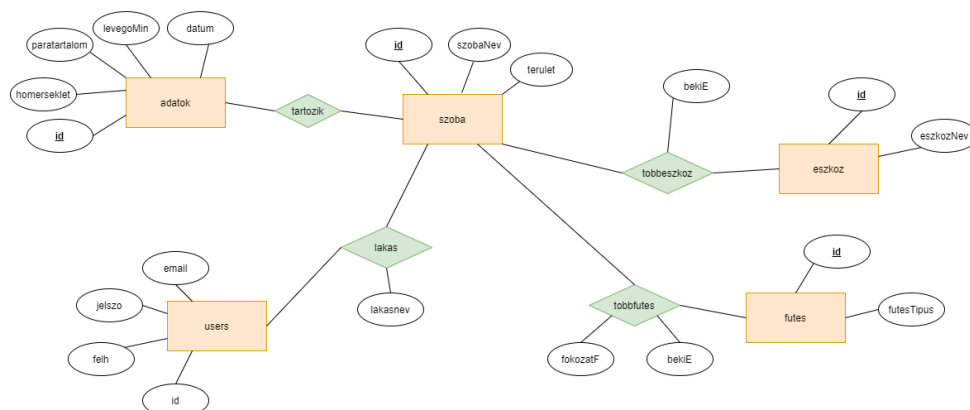 levegoMin
datum
paratartalom
homerseklet
id
adatok
tartozik
id
szobaNev
terulet
szoba
bekiE
tobbeszkoz
id
eszkozNev
eszkoz
lakas
lakasnev
email
jelszo
felh
id
users
tobbfutes
fokozatF
bekiE
id
futesTipus
futes